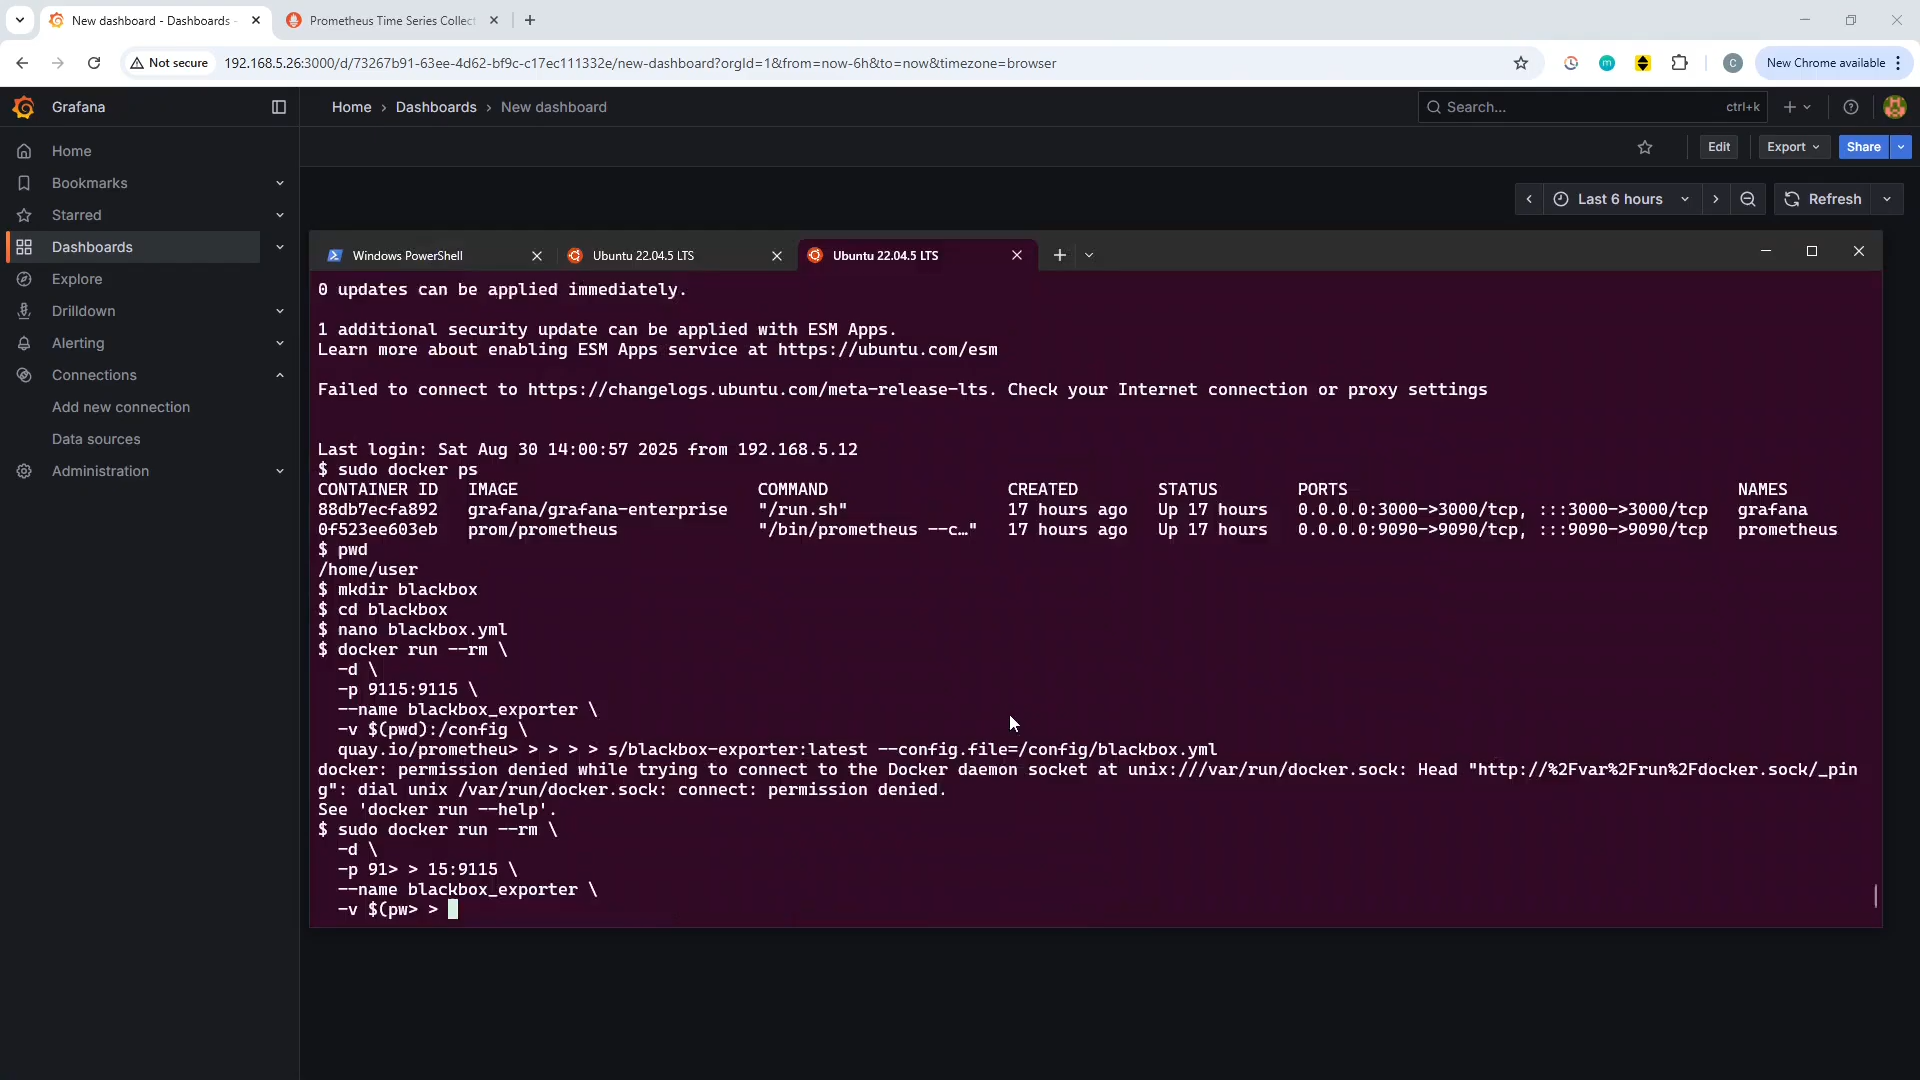 New dashboard - Dashboards -
Prometheus Time Series Collect
Not secure
192.168.5.26:3000/d/73267b91-63ee-4d62-bf9c-c17ec111332e/new-dashboard?orgId=1&from=now-6h&to=now&timezone=browser
C
New Chrome available
Grafana
Home › Dashboards › New dashboard
Search...
ctrl+k
Edit
Export
Share
Last 6 hours
Refresh
Home
Bookmarks
Starred
Dashboards
Explore
Drilldown
Alerting
Connections
Add new connection
Data sources
Administration
Windows PowerShell
Ubuntu 22.04.5 LTS
Ubuntu 22.04.5 LTS
0 updates can be applied immediately.
1 additional security update can be applied with ESM Apps.
Learn more about enabling ESM Apps service at https://ubuntu.com/esm
Failed to connect to https://changelogs.ubuntu.com/meta-release-lts. Check your Internet connection or proxy settings
Last login: Sat Aug 30 14:00:57 2025 from 192.168.5.12
$ sudo docker ps
CONTAINER ID   IMAGE                        COMMAND                  CREATED        STATUS        PORTS                                       NAMES
88db7ecfa892   grafana/grafana-enterprise   "/run.sh"                17 hours ago   Up 17 hours   0.0.0.0:3000->3000/tcp, :::3000->3000/tcp   grafana
0f523ee603eb   prom/prometheus              "/bin/prometheus --c…"   17 hours ago   Up 17 hours   0.0.0.0:9090->9090/tcp, :::9090->9090/tcp   prometheus
$ pwd
/home/user
$ mkdir blackbox
$ cd blackbox
$ nano blackbox.yml
$ docker run --rm \
-d \
-p 9115:9115 \
--name blackbox_exporter \
-v $(pwd):/config \
quay.io/prometheu> > > > > s/blackbox-exporter:latest --config.file=/config/blackbox.yml
docker: permission denied while trying to connect to the Docker daemon socket at unix:///var/run/docker.sock: Head "http://%2Fvar%2Frun%2Fdocker.sock/_pin
g": dial unix /var/run/docker.sock: connect: permission denied.
See 'docker run --help'.
$ sudo docker run --rm \
-d \
-p 91> > 15:9115 \
--name blackbox_exporter \
-v $(pw> >